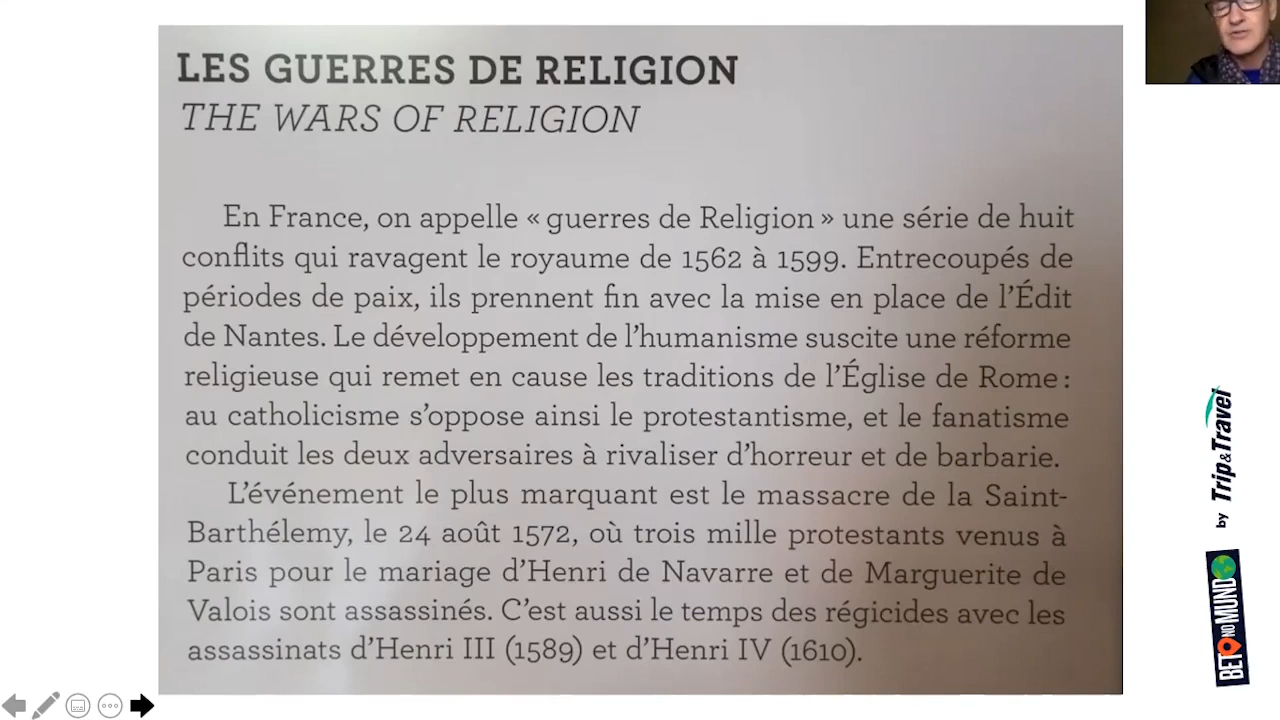 LES GUERRES DE RELIGION
THE WARS OF RELIGION
En France, on appelle « guerres de Religion » une série de huit
conflits qui ravagent le royaume de 1562 à 1599. Entrecoupés de
périodes de paix, ils prennent fin avec la mise en place de l’Édit
de Nantes. Le développement de l’humanisme suscite une réforme
religieuse qui remet en cause les traditions de l’Église de Rome :
au catholicisme s’oppose ainsi le protestantisme, et le fanatisme
conduit les deux adversaires à rivaliser d’horreur et de barbarie.
L’événement le plus marquant est le massacre de la Saint-
Barthélemy, le 24 août 1572, où trois mille protestants venus à
Paris pour le mariage d’Henri de Navarre et de Marguerite de
Valois sont assassinés. C’est aussi le temps des régicides avec les
assassinats d’Henri III (1589) et d’Henri IV (1610).
BETO NO MUNDO
by Trip&Travel